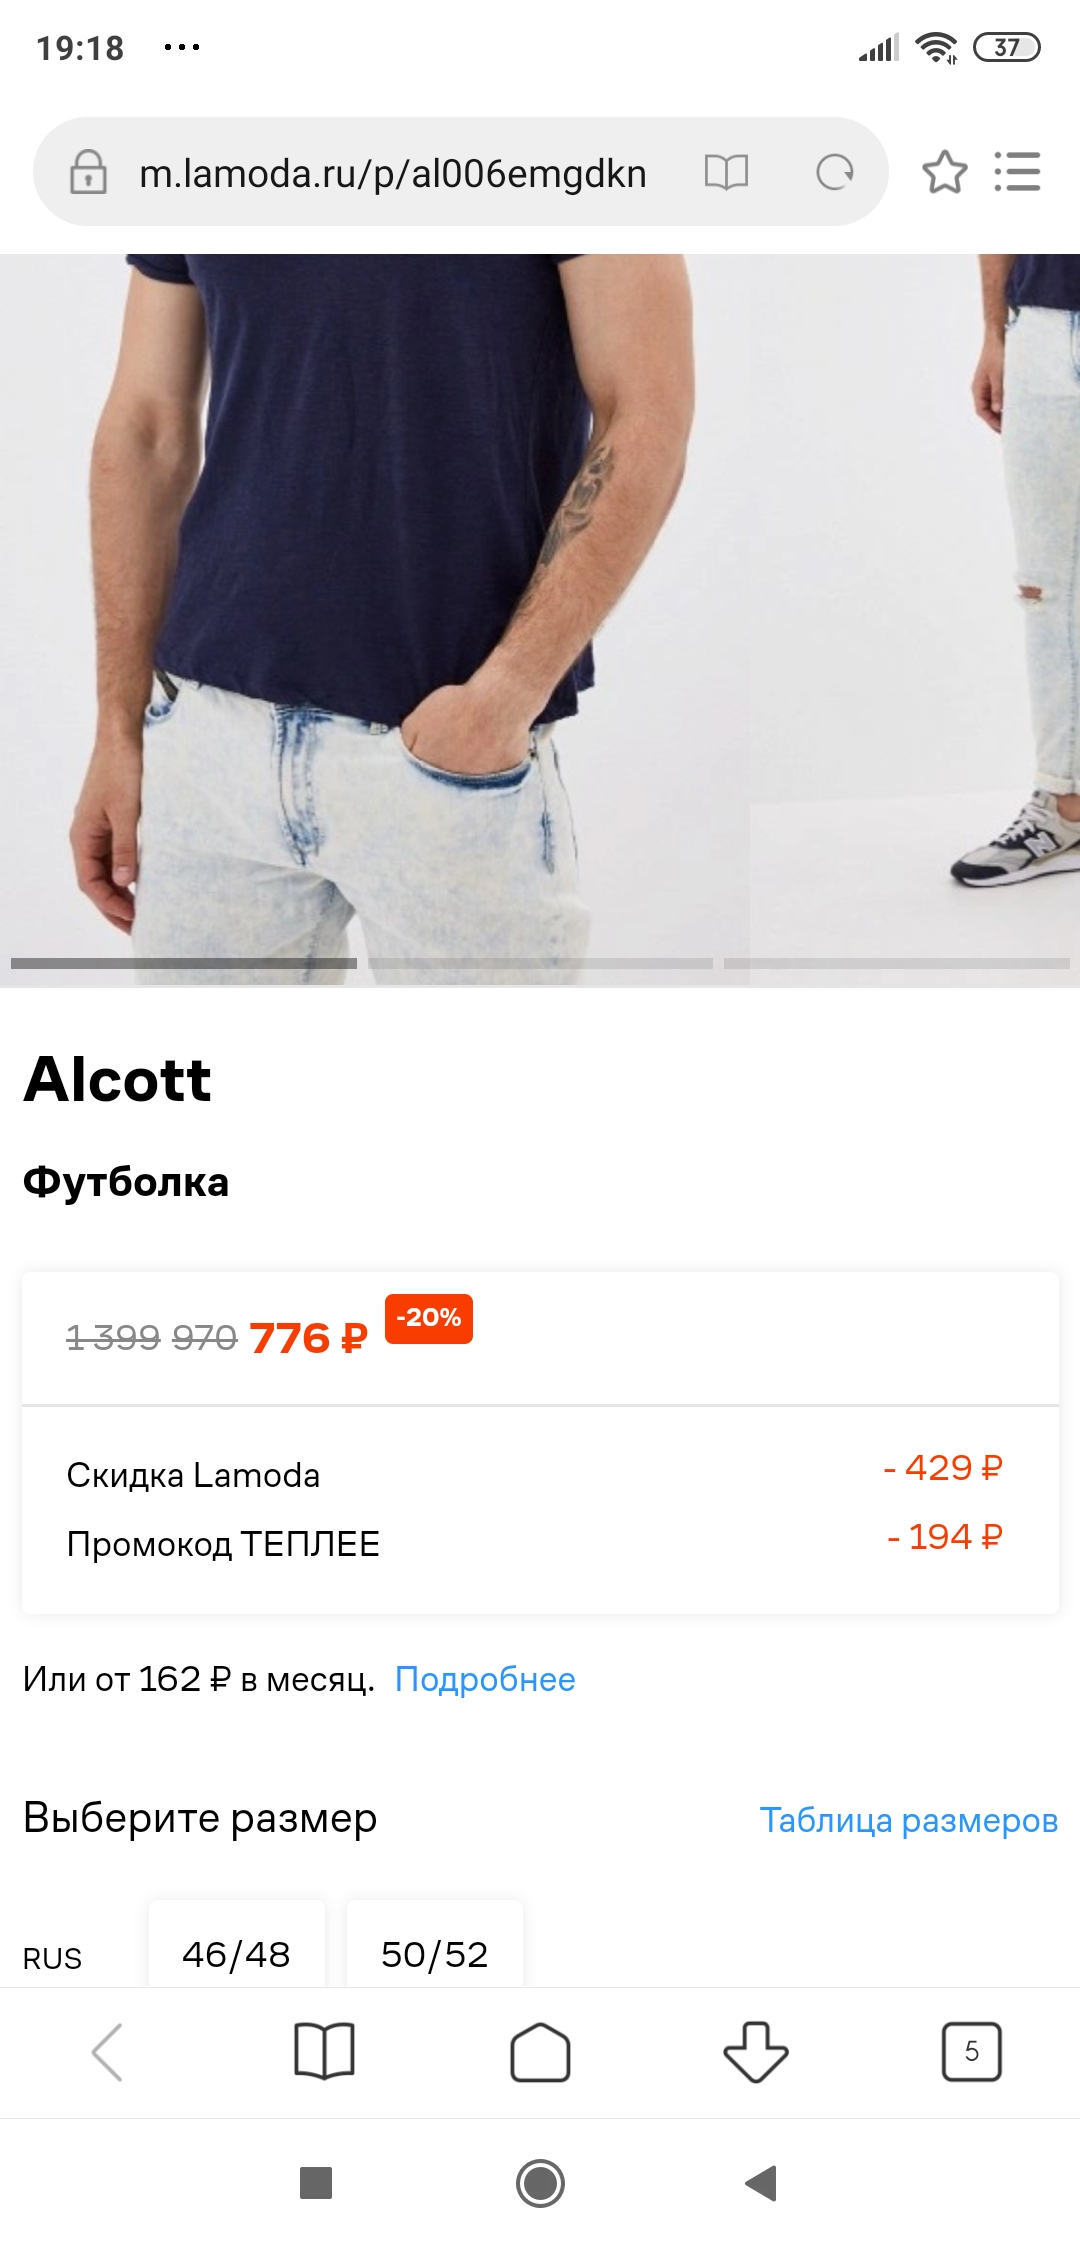 19:18 ...
37
m.lamoda.ru/p/al006emgdkn
N
Alcott
Футболка
1 399 970 776 ₽ -20%
Скидка Lamoda - 429 ₽
Промокод ТЕПЛЕЕ - 194 ₽
Или от 162 ₽ в месяц. Подробнее
Выберите размер Таблица размеров
RUS 46/48 50/52
5